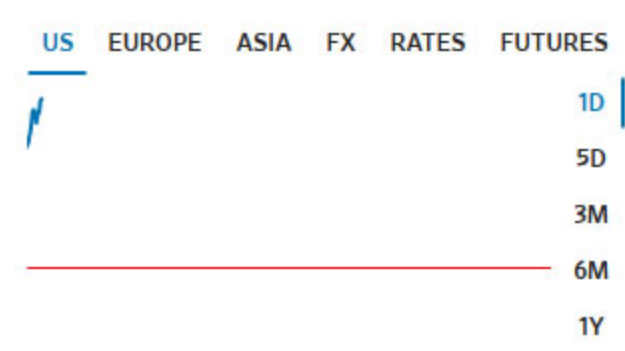 US EUROPE ASIA FX RATES FUTURES
1D
5D
3M
6M
1Y